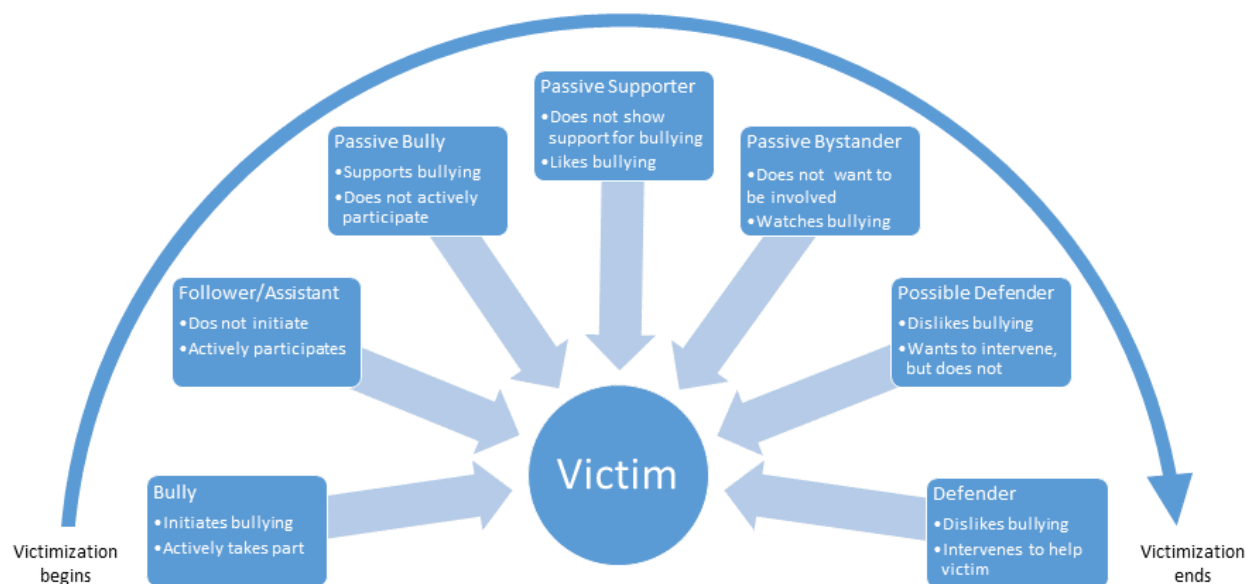 Passive Supporter
•Does not show
support for bullying
•Likes bullying
Passive Bully
•Supports bullying
•Does not actively
participate
Passive Bystander
•Does not want to
be involved
•Watches bullying
Follower/Assistant
•Dos not initiate
•Actively participates
Possible Defender
•Dislikes bullying
•Wants to intervene,
but does not
Victim
Bully
•Initiates bullying
•Actively takes part
Defender
•Dislikes bullying
•Intervenes to help
victim
Victimization
begins
Victimization
ends